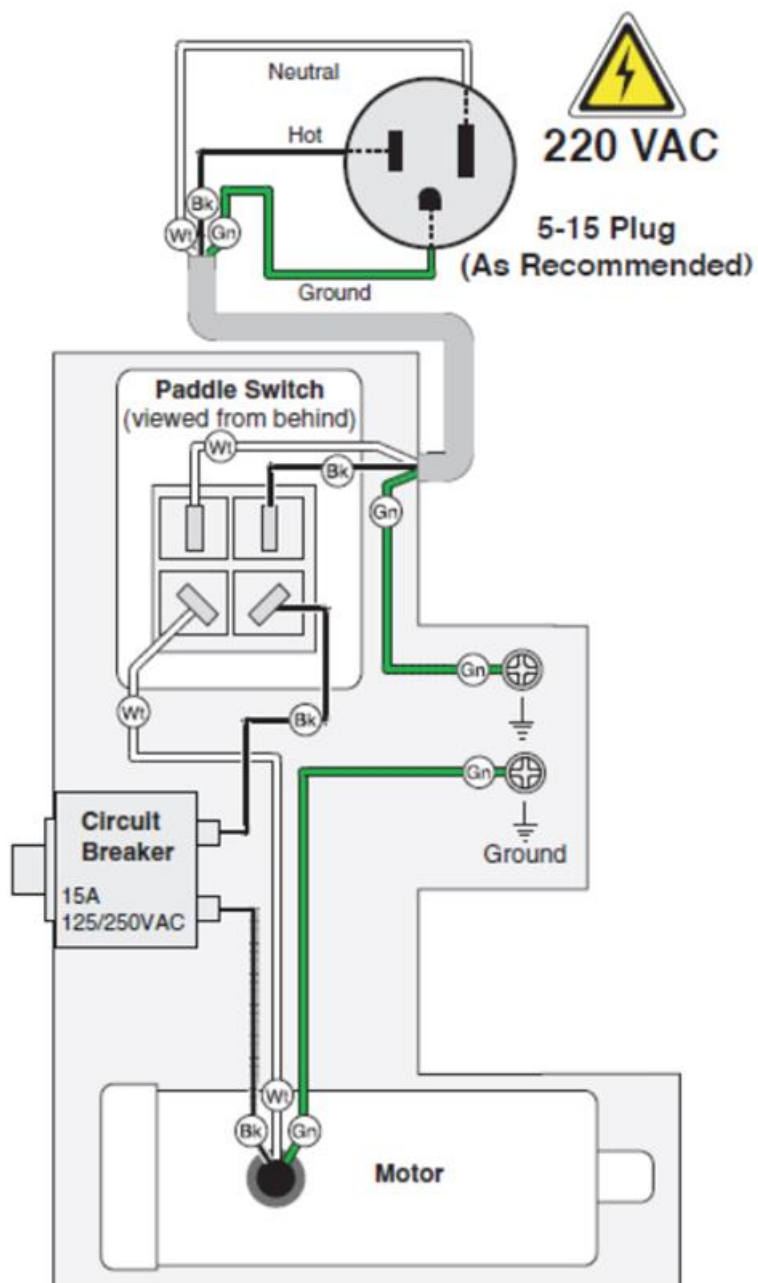 Neutral
220 VAC
Hot
Bk
Wt
Gn
5-15 Plug
(As Recommended)
Ground
Paddle Switch
(viewed from behind)
Wt
Bk
Gn
Gn
Wt
Bk
Gn
Circuit
Breaker
15A
125/250VAC
Ground
Wt
Bk
Gn
Motor